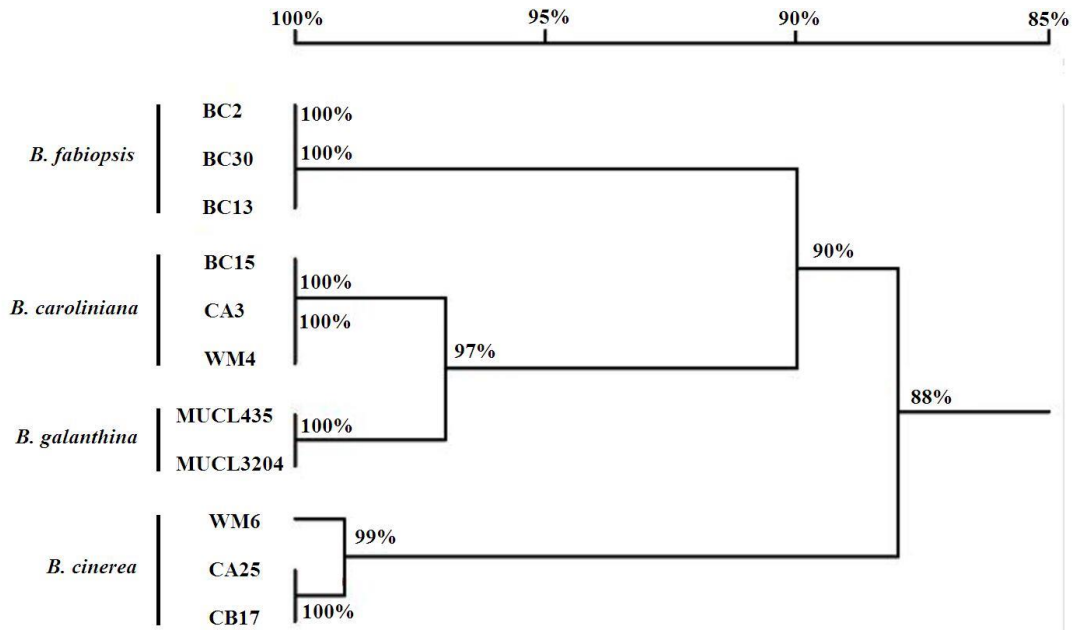 100% 95% 90% 85%
BC2 100%
B. fabiopsis BC30 100%
BC13
90%
BC15
100%
B. caroliniana CA3 100%
WM4 97%
88%
MUCL435 100%
B. galanthina
MUCL3204
WM6
99%
B. cinerea CA25
CB17 100%